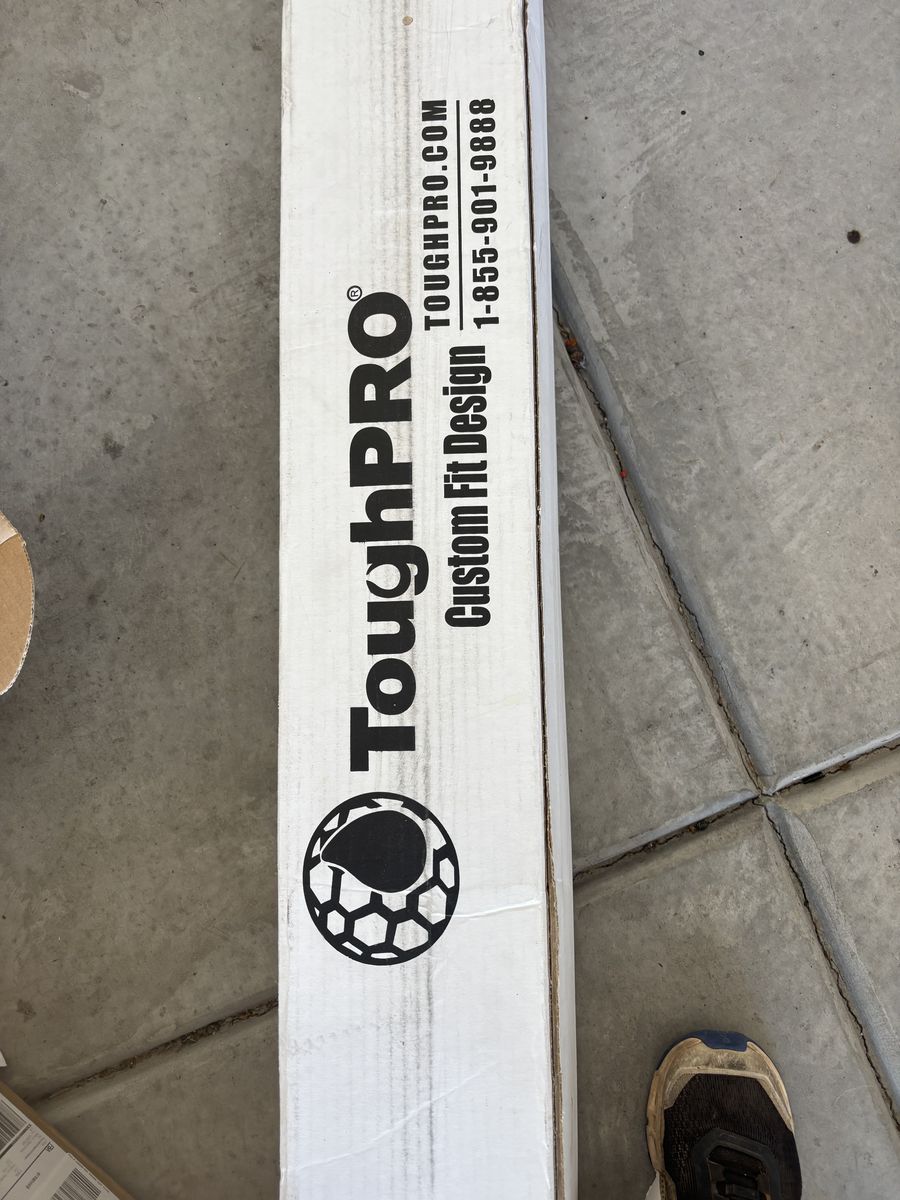 ToughPRO®
Custom Fit Design
TOUGHPRO.COM
1-855-901-9888